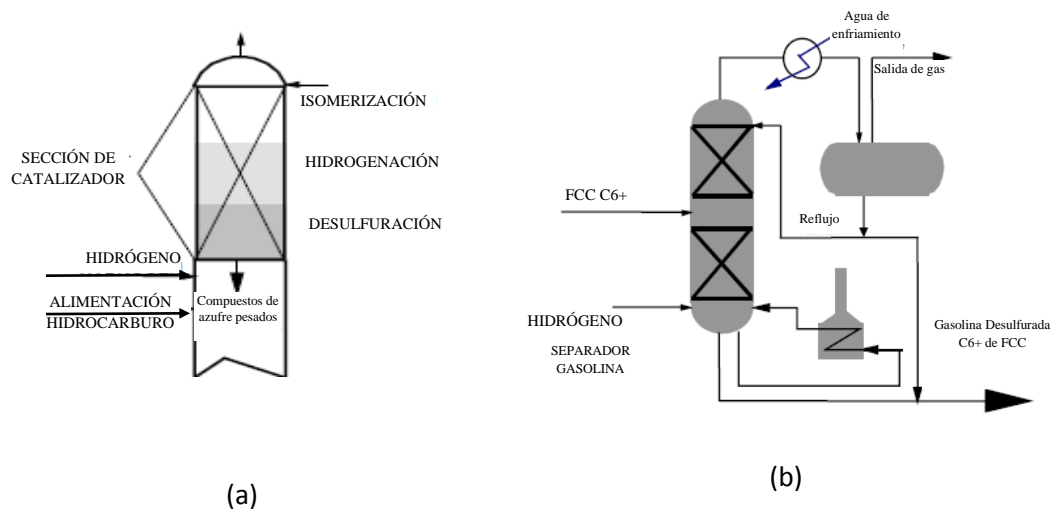 ISOMERIZACIÓN
SECCIÓN DE
CATALIZADOR
HIDROGENACIÓN
DESULFURACIÓN
HIDRÓGENO
ALIMENTACIÓN
HIDROCARBURO
Compuestos de
azufre pesados
(a)
Agua de
enfriamiento
Salida de gas
FCC C6+
Reflujo
HIDRÓGENO
SEPARADOR
GASOLINA
Gasolina Desulfurada
C6+ de FCC
(b)